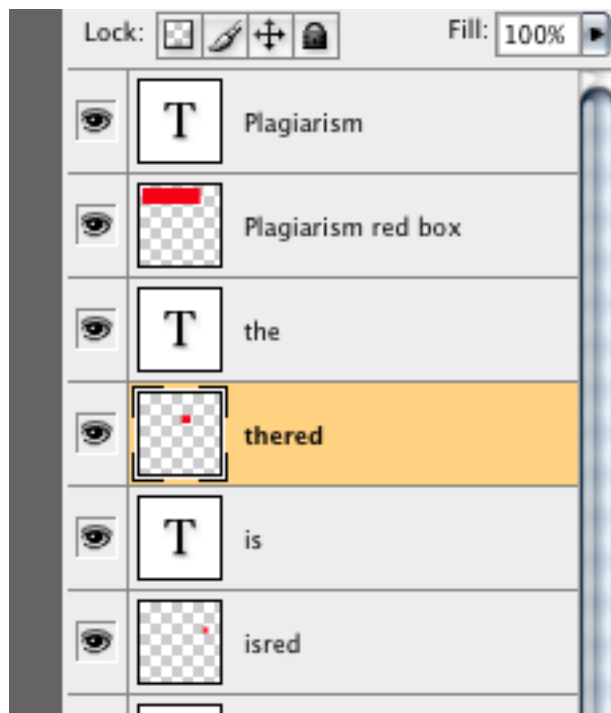 Lock: Fill: 100%
T Plagiarism
Plagiarism red box
T the
thered
T is
isred